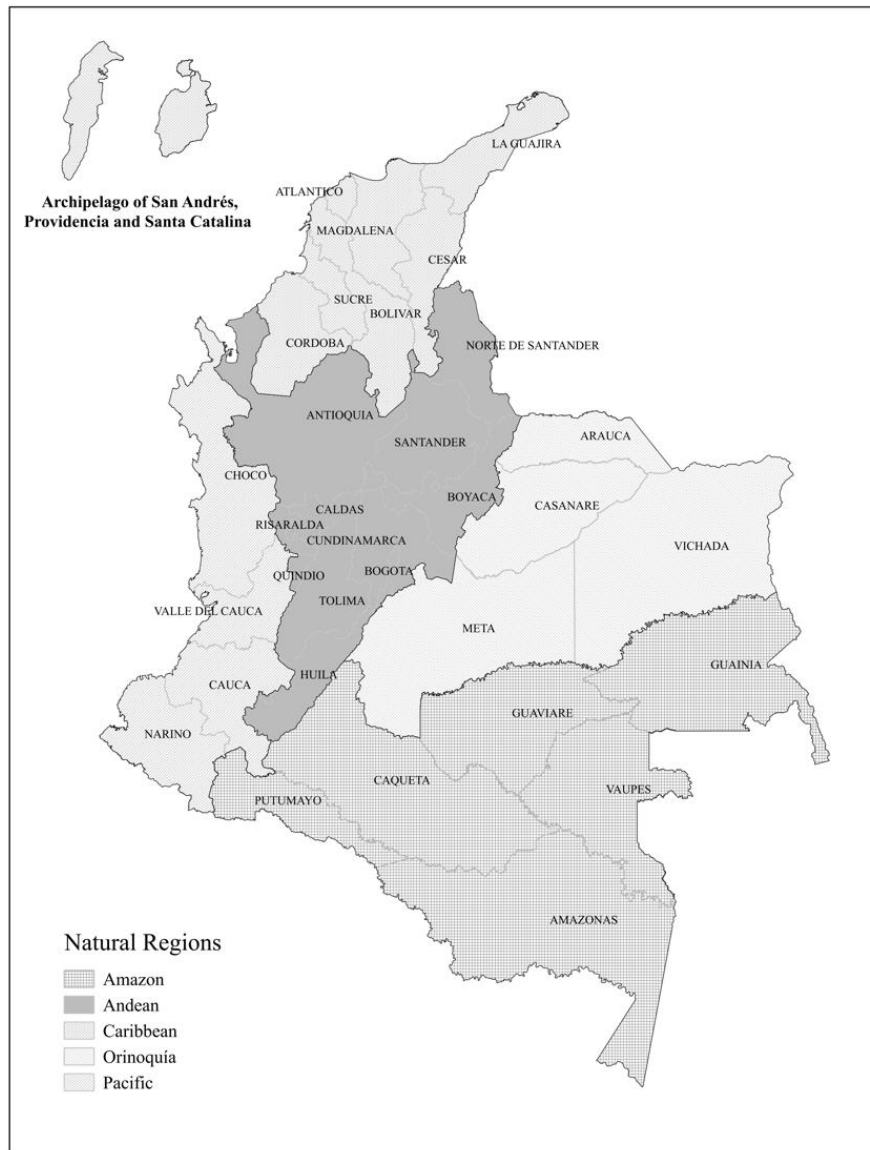 Archipelago of San Andrés,
Providencia and Santa Catalina
LA GUAJIRA
ATLANTICO
MAGDALENA
CESAR
SUCRE
BOLIVAR
CORDOBA
NORTE DE SANTANDER
ANTIOQUIA
SANTANDER
ARAUCA
CHOCO
BOYACA
CASANARE
CALDAS
RISARALDA
CUNDINAMARCA
VICHADA
QUINDIO
BOGOTA
TOLIMA
VALLE DEL CAUCA
META
GUAINIA
HUILA
CAUCA
GUAVIARE
NARINO
CAQUETA
VAUPES
PUTUMAYO
AMAZONAS
Natural Regions
Amazon
Andean
Caribbean
Orinoquía
Pacific